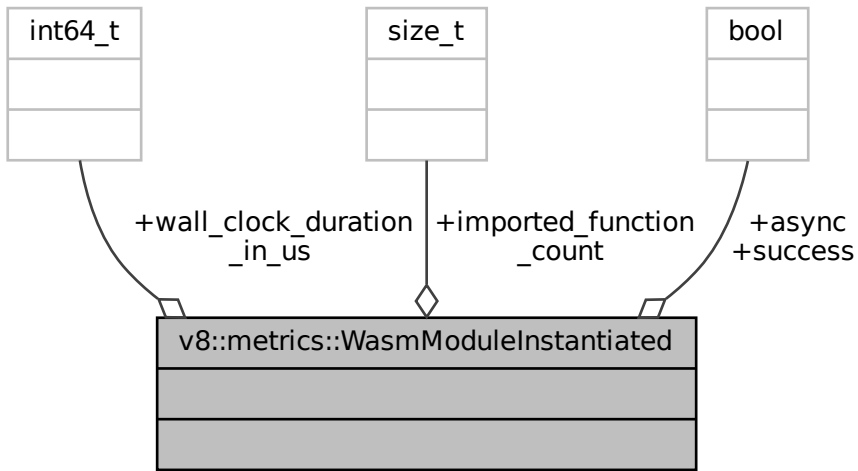 int64_t
size_t
bool
+wall_clock_duration
_in_us
+imported_function
_count
+async
+success
v8::metrics::WasmModuleInstantiated